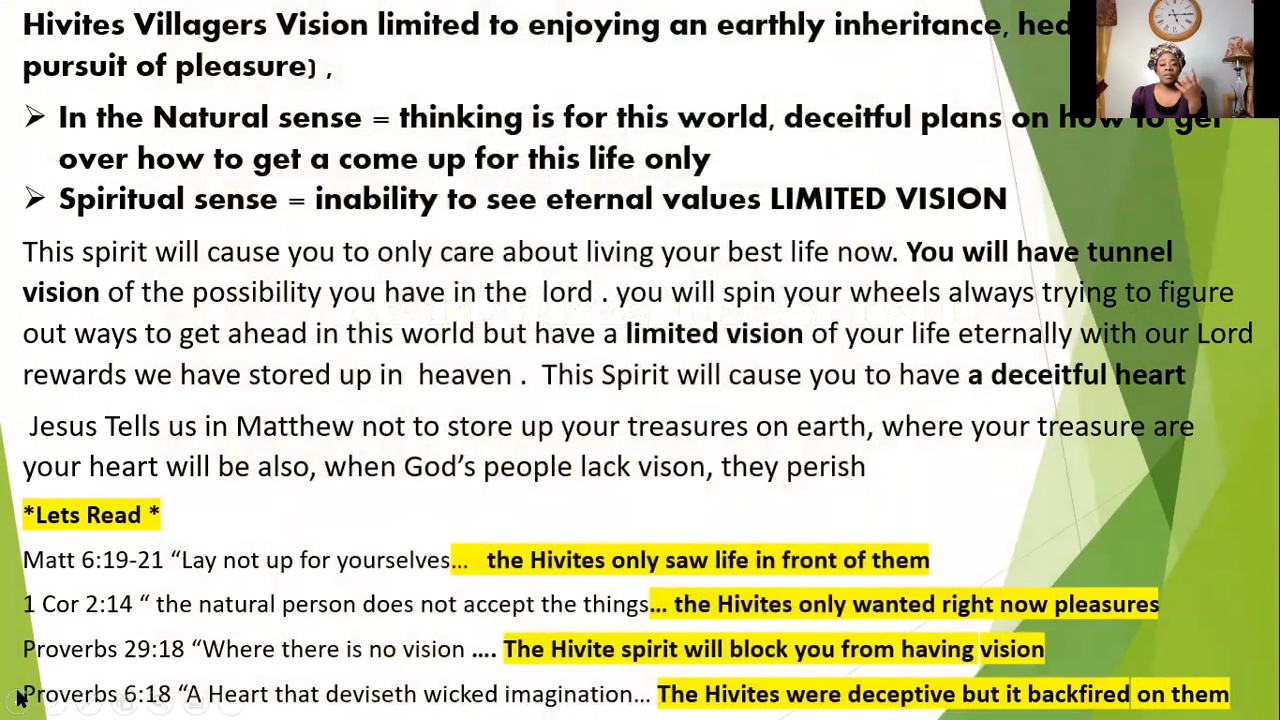 Hivites Villagers Vision limited to enjoying an earthly inheritance, hed
pursuit of pleasure) ,
➢ In the Natural sense = thinking is for this world, deceitful plans on how to get
over how to get a come up for this life only
➢ Spiritual sense = inability to see eternal values LIMITED VISION
This spirit will cause you to only care about living your best life now. You will have tunnel
vision of the possibility you have in the lord . you will spin your wheels always trying to figure
out ways to get ahead in this world but have a limited vision of your life eternally with our Lord
rewards we have stored up in heaven . This Spirit will cause you to have a deceitful heart
Jesus Tells us in Matthew not to store up your treasures on earth, where your treasure are
your heart will be also, when God's people lack vison, they perish
*Lets Read *
Matt 6:19-21 “Lay not up for yourselves… the Hivites only saw life in front of them
1 Cor 2:14 “ the natural person does not accept the things… the Hivites only wanted right now pleasures
Proverbs 29:18 “Where there is no vision …. The Hivite spirit will block you from having vision
Proverbs 6:18 “A Heart that deviseth wicked imagination… The Hivites were deceptive but it backfired on them